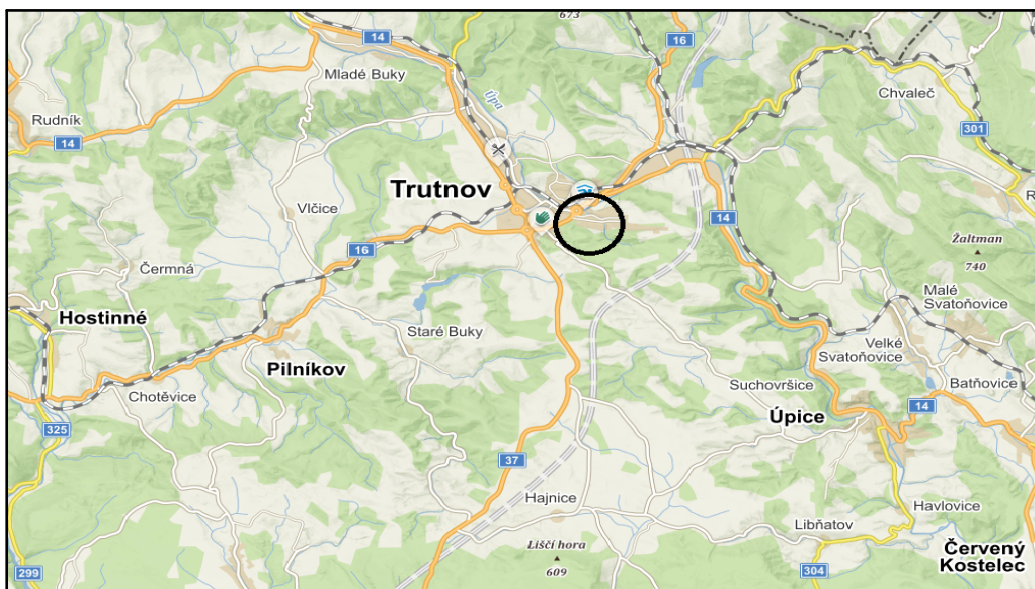 673
14
16
Mladé Buky
Úpa
Chvaleč
Rudník
301
14
Trutnov
Vlčice
R
14
16
Žaltman
740
Čermná
Malé
Svatoňovice
Hostinné
Staré Buky
Velké
Svatoňovice
Pilníkov
Suchovršice
Batňovice
Chotěvice
Úpice
14
325
37
Hajnice
Havlovice
Libňatov
Liščí hora
609
Červený
Kostelec
299
304